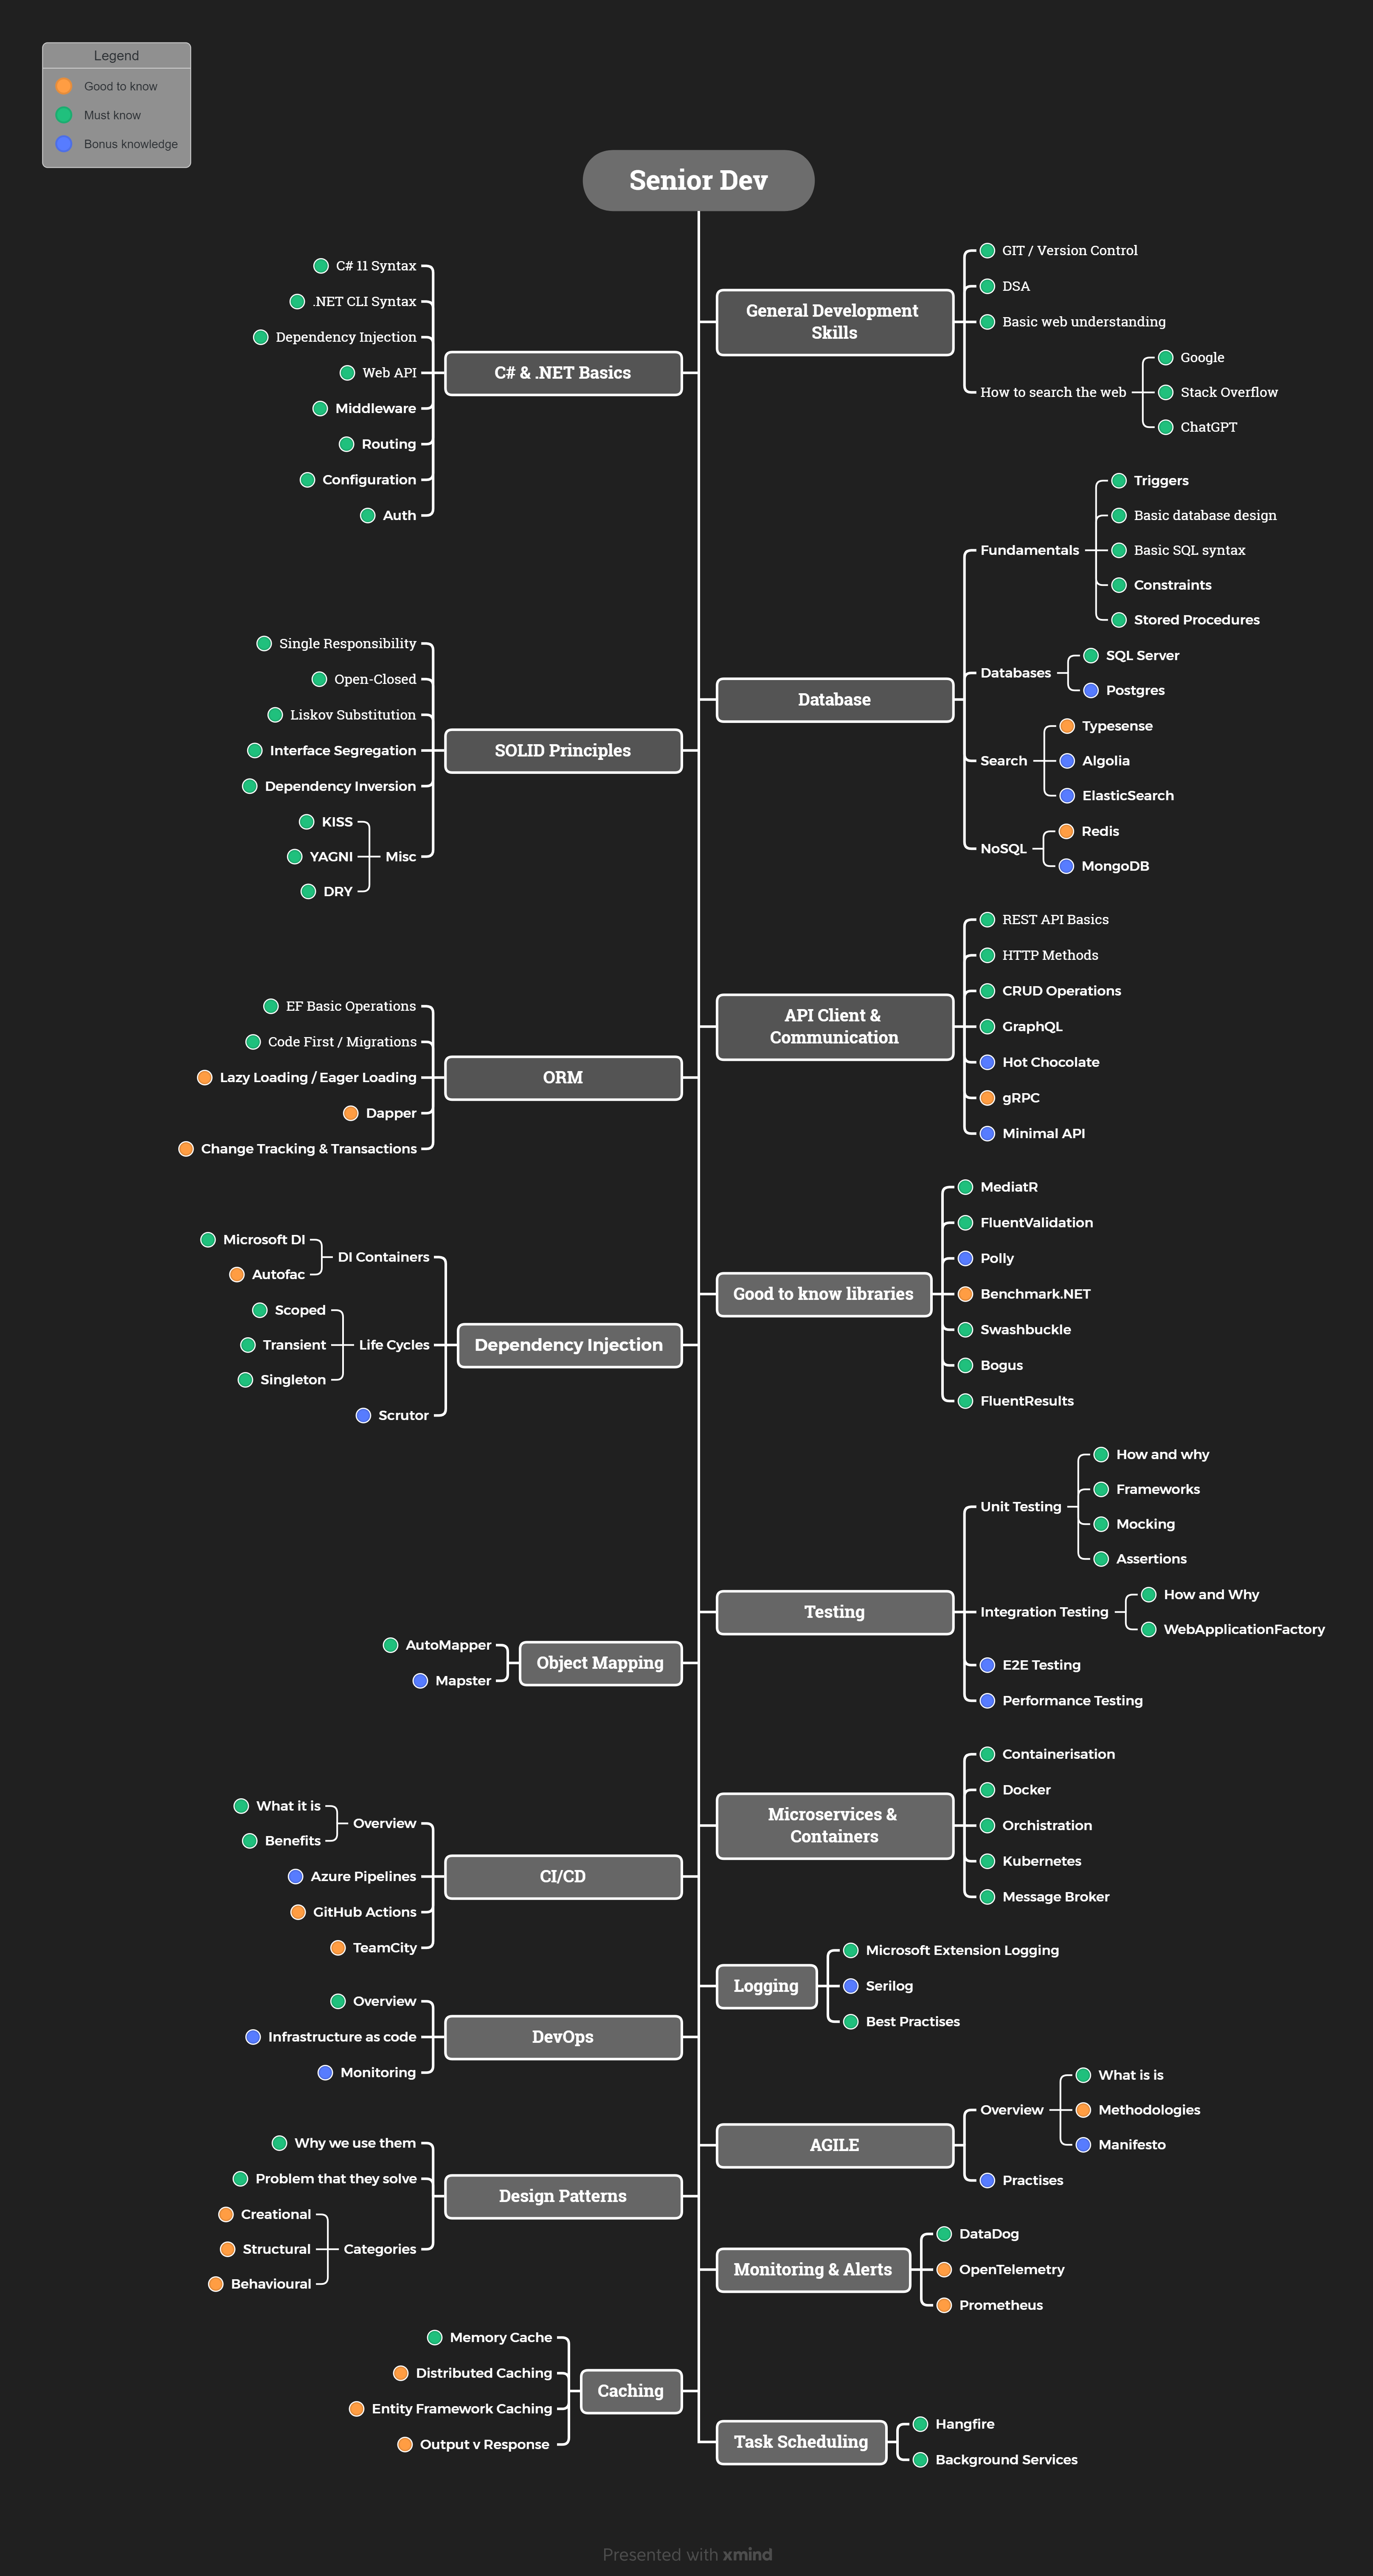 Legend
Good to know
Must know
Bonus knowledge
Senior Dev
C# & .NET Basics
C# 11 Syntax
.NET CLI Syntax
Dependency Injection
Web API
Middleware
Routing
Configuration
Auth
General Development
Skills
GIT / Version Control
DSA
Basic web understanding
How to search the web
Google
Stack Overflow
ChatGPT
SOLID Principles
Single Responsibility
Open-Closed
Liskov Substitution
Interface Segregation
Dependency Inversion
Misc
KISS
YAGNI
DRY
Database
Fundamentals
Triggers
Basic database design
Basic SQL syntax
Constraints
Stored Procedures
Databases
SQL Server
Postgres
Search
Typesense
Algolia
ElasticSearch
NoSQL
Redis
MongoDB
ORM
EF Basic Operations
Code First / Migrations
Lazy Loading / Eager Loading
Dapper
Change Tracking & Transactions
API Client &
Communication
REST API Basics
HTTP Methods
CRUD Operations
GraphQL
Hot Chocolate
gRPC
Minimal API
Dependency Injection
DI Containers
Microsoft DI
Autofac
Life Cycles
Scoped
Transient
Singleton
Scrutor
Good to know libraries
MediatR
FluentValidation
Polly
Benchmark.NET
Swashbuckle
Bogus
FluentResults
Object Mapping
AutoMapper
Mapster
Testing
Unit Testing
How and why
Frameworks
Mocking
Assertions
Integration Testing
How and Why
WebApplicationFactory
E2E Testing
Performance Testing
CI/CD
Overview
What it is
Benefits
Azure Pipelines
GitHub Actions
TeamCity
Microservices &
Containers
Containerisation
Docker
Orchistration
Kubernetes
Message Broker
DevOps
Overview
Infrastructure as code
Monitoring
Logging
Microsoft Extension Logging
Serilog
Best Practises
Design Patterns
Why we use them
Problem that they solve
Categories
Creational
Structural
Behavioural
AGILE
Overview
What is is
Methodologies
Manifesto
Practises
Monitoring & Alerts
DataDog
OpenTelemetry
Prometheus
Caching
Memory Cache
Distributed Caching
Entity Framework Caching
Output v Response
Task Scheduling
Hangfire
Background Services
Presented with xmind